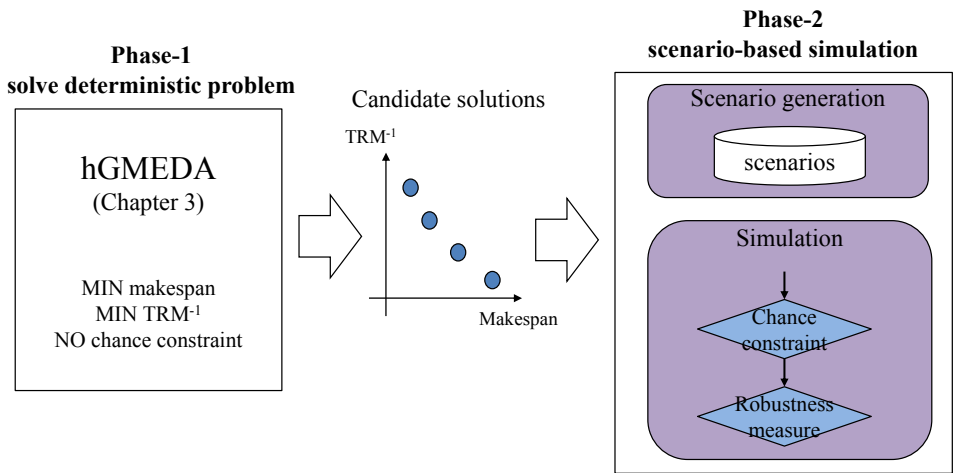 Phase-1
solve deterministic problem
hGMEDA
(Chapter 3)
MIN makespan
MIN TRM⁻¹
NO chance constraint
Candidate solutions
TRM⁻¹
Makespan
Phase-2
scenario-based simulation
Scenario generation
scenarios
Simulation
Chance
constraint
Robustness
measure